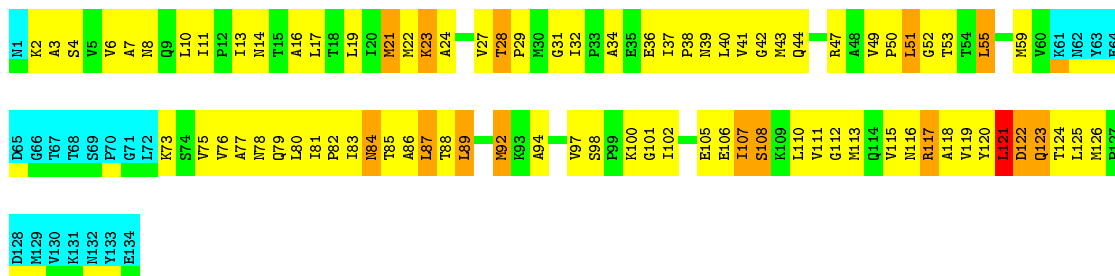 N1 K2 A3 S4 V5 V6 A7 N8 Q9 L10 I11 P12 I13 N14 T15 A16 L17 T18 L19 I20 M21 M22 K23 A24 V27 T28 P29 M30 G31 I32 P33 A34 E35 E36 I37 P38 N39 L40 V41 G42 M43 Q44 R47 A48 V49 P50 L51 G52 T53 T54 L55 M59 V60 K61 N62 Y63
D65 G66 T67 T68 S69 P70 G71 L72 K73 S74 V75 V76 A77 N78 Q79 L80 I81 P82 I83 N84 T85 A86 L87 T88 L89 M92 K93 A94 V97 S98 P99 K100 G101 I102 E105 E106 I107 S108 K109 L110 V111 G112 M113 Q114 V115 N116 R117 A118 V119 Y120 L121 D122 Q123 T124 L125 M126
D128 M129 V130 K131 N132 Y133 E134